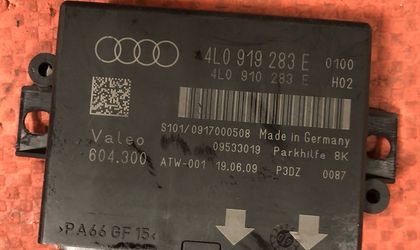 4L0 919 283 E 0100
4L0 910 283 E H02
S101/0917000508 Made in Germany
Valeo 09533019 Parkhilfe 8K
604.300 ATW-001 19.06.09 P3DZ 0087
>PA66 GF15<